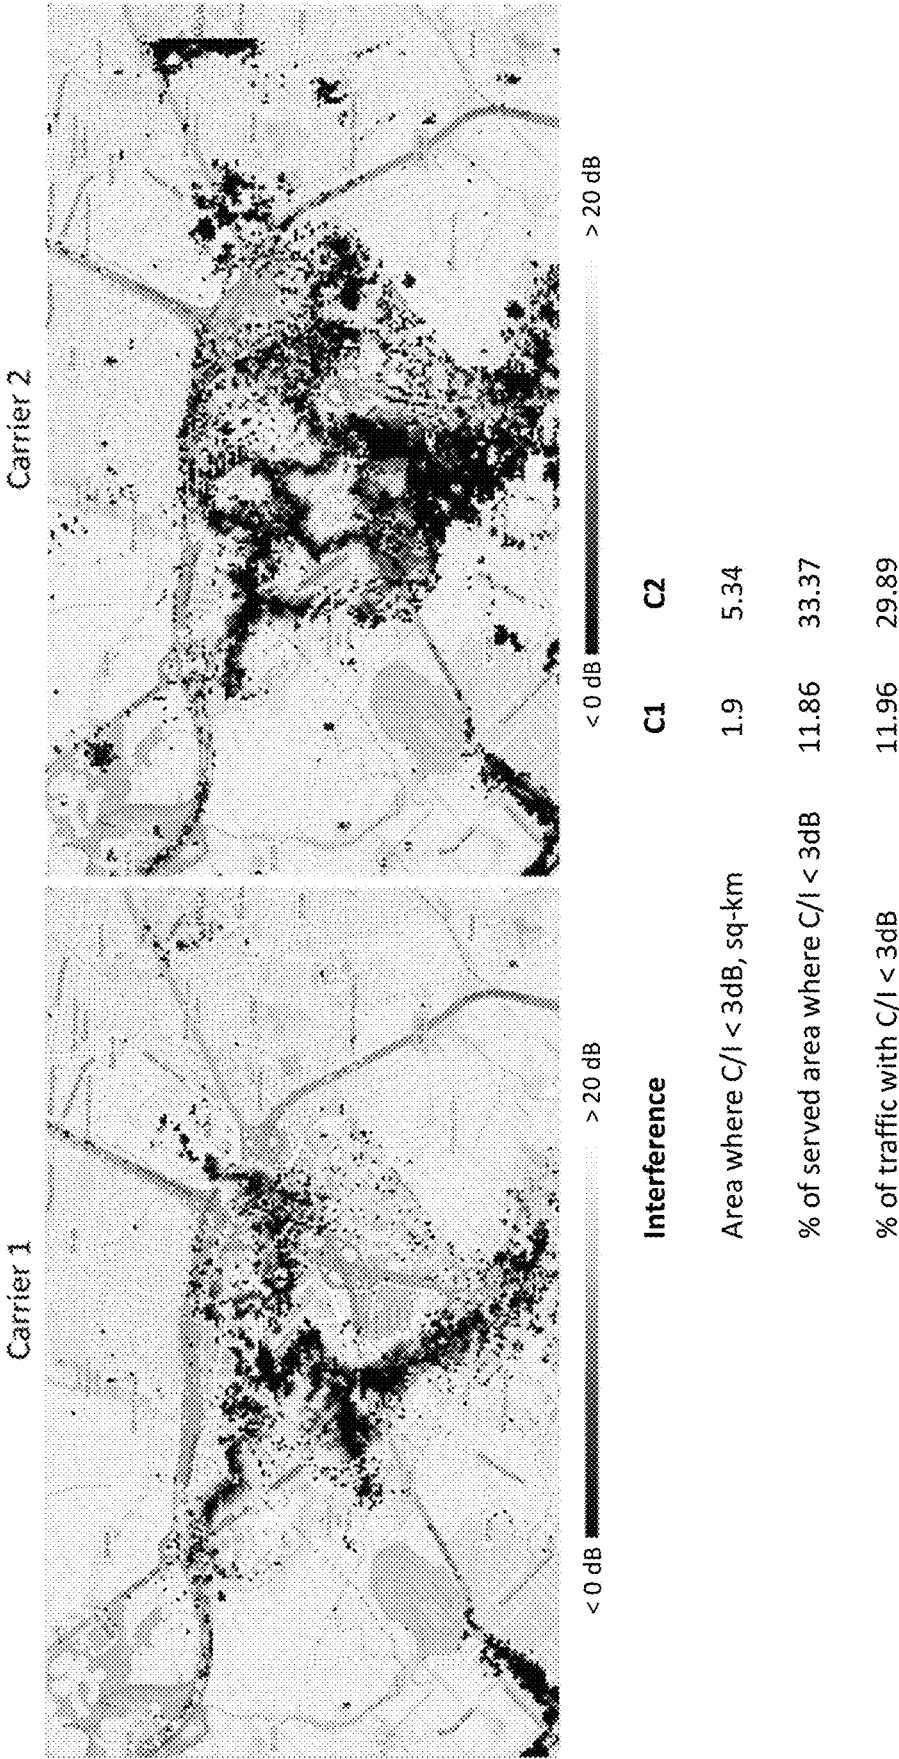 Carrier 1
Carrier 2
< 0 dB > 20 dB
< 0 dB > 20 dB
Interference C1 C2
Area where C/I < 3dB, sq-km 1.9 5.34
% of served area where C/I < 3dB 11.86 33.37
% of traffic with C/I < 3dB 11.96 29.89